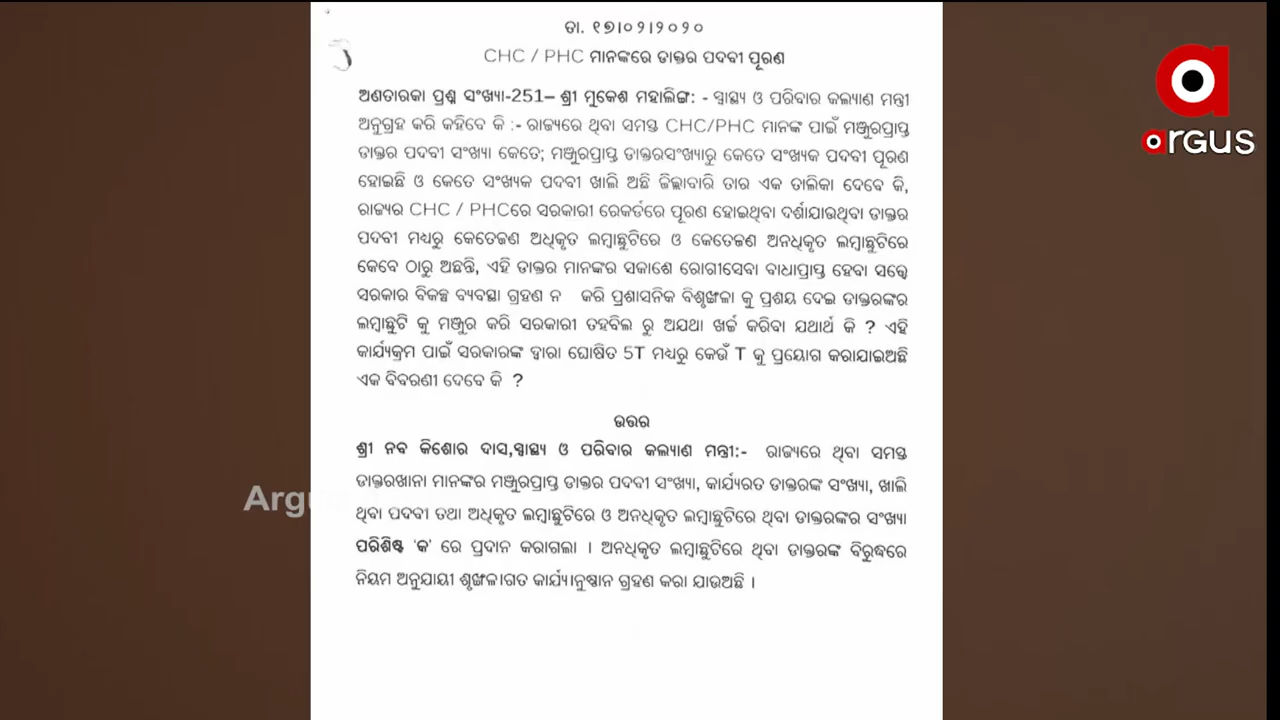 ତା. ୧୭।୦୨।୨୦୨୦
CHC / PHC ମାନଙ୍କରେ ଡାକ୍ତର ପଦବୀ ପୂରଣ
ଅଣତାରକା ପ୍ରଶ୍ନ ସଂଖ୍ୟା-251– ଶ୍ରୀ ମୁକେଶ ମହାଲିଙ୍ଗ: - ସ୍ୱାସ୍ଥ୍ୟ ଓ ପରିବାର କଲ୍ୟାଣ ମନ୍ତ୍ରୀ
ଅନୁଗ୍ରହ କରି କହିବେ କି :- ରାଜ୍ୟରେ ଥିବା ସମସ୍ତ CHC/PHC ମାନଙ୍କ ପାଇଁ ମଞ୍ଜୁରପ୍ରାପ୍ତ
ଡାକ୍ତର ପଦବୀ ସଂଖ୍ୟା କେତେ; ମଞ୍ଜୁରପ୍ରାପ୍ତ ଡାକ୍ତରସଂଖ୍ୟାରୁ କେତେ ସଂଖ୍ୟକ ପଦବୀ ପୂରଣ
ହୋଇଛି ଓ କେତେ ସଂଖ୍ୟକ ପଦବୀ ଖାଲି ଅଛି ଜିଲ୍ଲାବାରି ତାର ଏକ ତାଲିକା ଦେବେ କି,
ରାଜ୍ୟର CHC / PHCରେ ସରକାରୀ ରେକର୍ଡରେ ପୂରଣ ହୋଇଥିବା ଦର୍ଶାଯାଉଥିବା ଡାକ୍ତର
ପଦବୀ ମଧ୍ୟରୁ କେତେଜଣ ଅଧିକୃତ ଲମ୍ବାଛୁଟିରେ ଓ କେତେଜଣ ଅନଧିକୃତ ଲମ୍ବାଛୁଟିରେ
କେବେ ଠାରୁ ଅଛନ୍ତି, ଏହି ଡାକ୍ତର ମାନଙ୍କର ସକାଶେ ରୋଗୀସେବା ବାଧାପ୍ରାପ୍ତ ହେବା ସତ୍ତ୍ୱେ
ସରକାର ବିକଳ୍ପ ବ୍ୟବସ୍ଥା ଗ୍ରହଣ ନ କରି ପ୍ରଶାସନିକ ବିଶୃଙ୍ଖଳା କୁ ପ୍ରଶୟ ଦେଇ ଡାକ୍ତରଙ୍କର
ଲମ୍ବାଛୁଟି କୁ ମଞ୍ଜୁର କରି ସରକାରୀ ତହବିଲ ରୁ ଅଯଥା ଖର୍ଚ୍ଚ କରିବା ଯଥାର୍ଥ କି ? ଏହି
କାର୍ଯ୍ୟକ୍ରମ ପାଇଁ ସରକାରଙ୍କ ଦ୍ୱାରା ଘୋଷିତ 5T ମଧ୍ୟରୁ କେଉଁ T କୁ ପ୍ରୟୋଗ କରାଯାଇଅଛି
ଏକ ବିବରଣୀ ଦେବେ କି ?
ଉତ୍ତର
ଶ୍ରୀ ନବ କିଶୋର ଦାସ,ସ୍ୱାସ୍ଥ୍ୟ ଓ ପରିବାର କଲ୍ୟାଣ ମନ୍ତ୍ରୀ:- ରାଜ୍ୟରେ ଥିବା ସମସ୍ତ
ଡାକ୍ତରଖାନା ମାନଙ୍କର ମଞ୍ଜୁରପ୍ରାପ୍ତ ଡାକ୍ତର ପଦବୀ ସଂଖ୍ୟା, କାର୍ଯ୍ୟରତ ଡାକ୍ତରଙ୍କ ସଂଖ୍ୟା, ଖାଲି
ଥିବା ପଦବୀ ତଥା ଅଧିକୃତ ଲମ୍ବାଛୁଟିରେ ଓ ଅନଧିକୃତ ଲମ୍ବାଛୁଟିରେ ଥିବା ଡାକ୍ତରଙ୍କର ସଂଖ୍ୟା
ପରିଶିଷ୍ଟ 'କ' ରେ ପ୍ରଦାନ କରାଗଲା । ଅନଧିକୃତ ଲମ୍ବାଛୁଟିରେ ଥିବା ଡାକ୍ତରଙ୍କ ବିରୁଦ୍ଧରେ
ନିୟମ ଅନୁଯାୟୀ ଶୃଙ୍ଖଳାଗତ କାର୍ଯ୍ୟାନୁଷ୍ଠାନ ଗ୍ରହଣ କରା ଯାଉଅଛି ।
argus